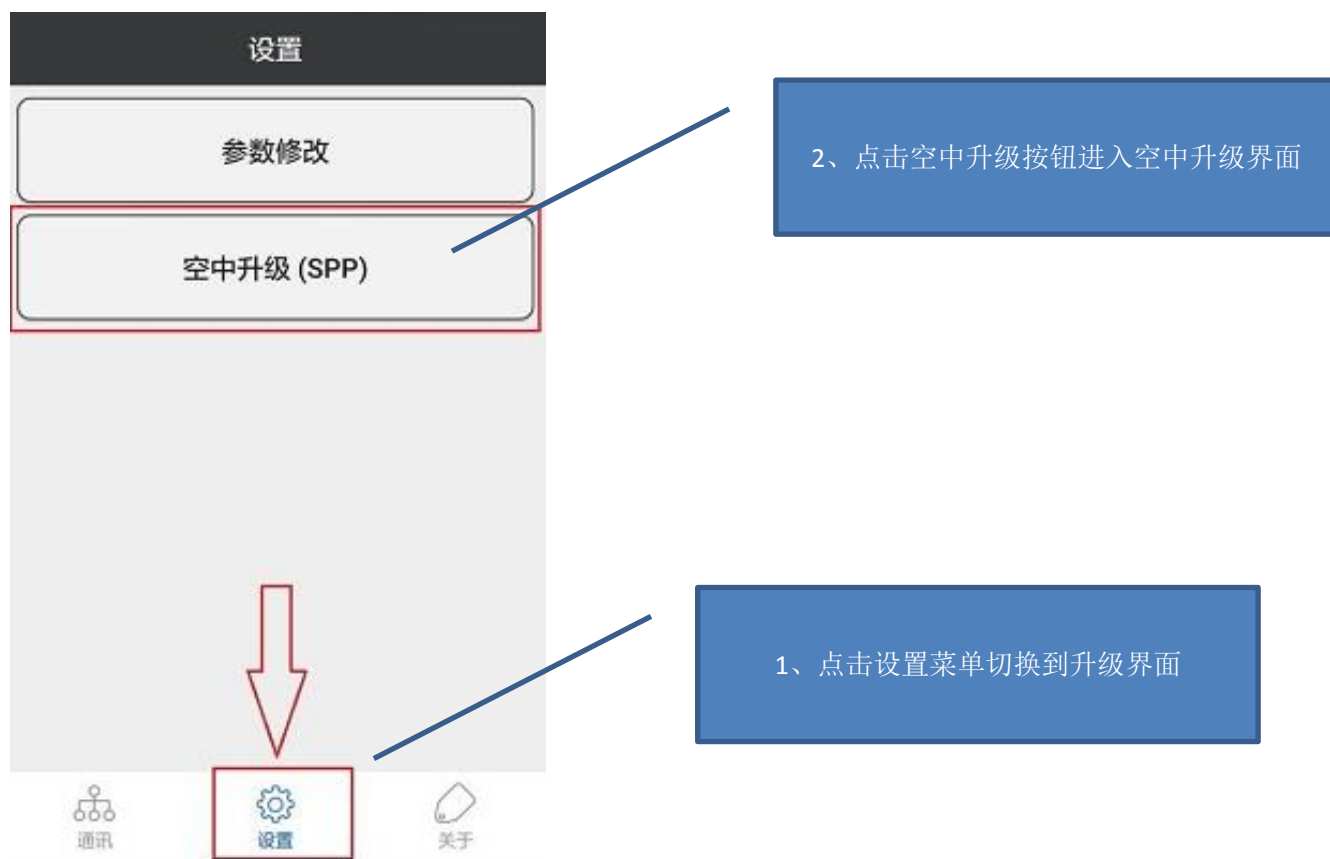 设置
参数修改
2、点击空中升级按钮进入空中升级界面
空中升级 (SPP)
1、点击设置菜单切换到升级界面
通讯
设置
关于